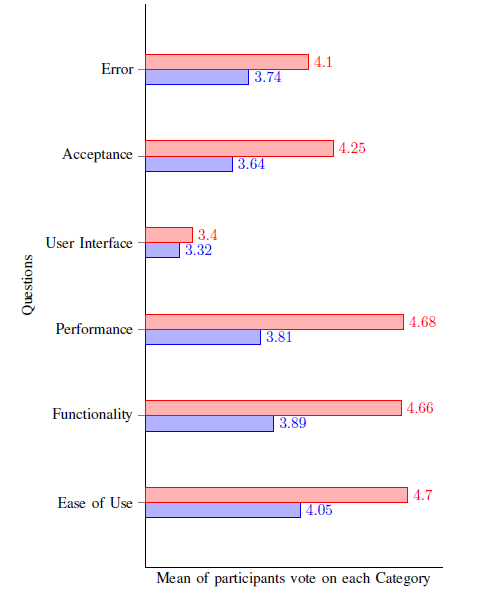 Error
4.1
3.74
Acceptance
4.25
3.64
User Interface
3.4
3.32
Questions
Performance
4.68
3.81
Functionality
4.66
3.89
Ease of Use
4.7
4.05
Mean of participants vote on each Category